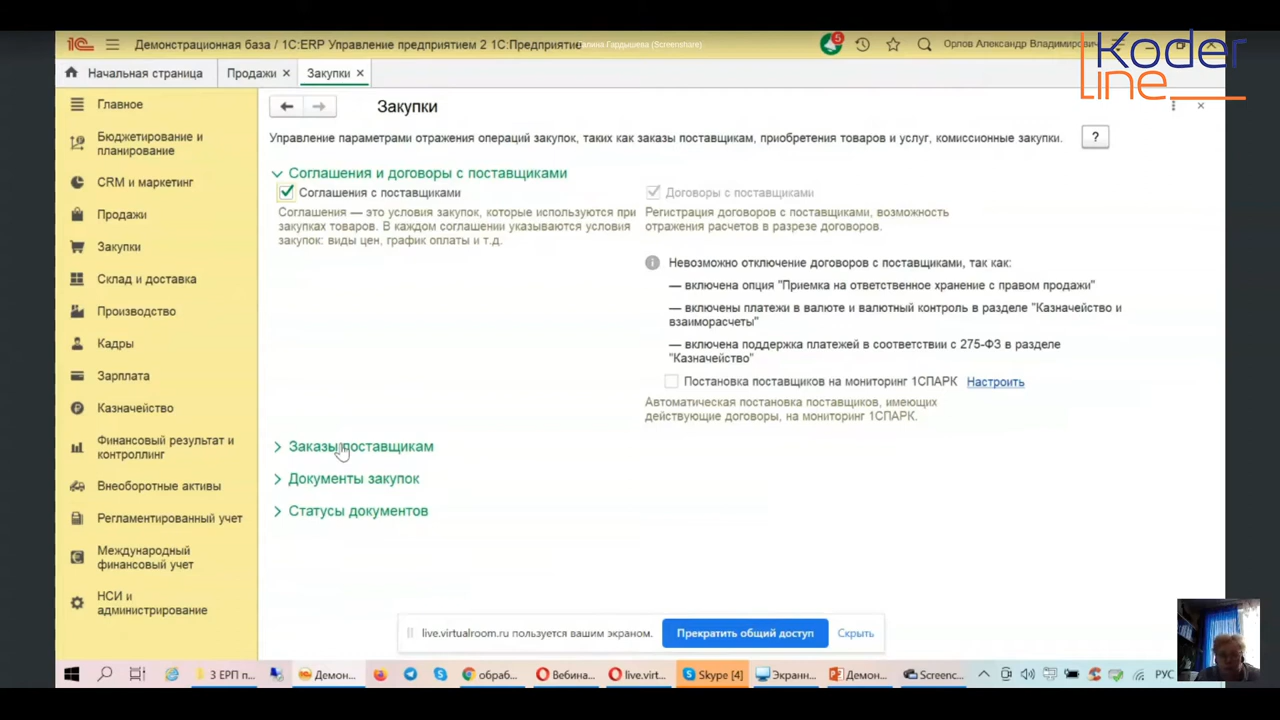 Демонстрационная база / 1С:ERP Управление предприятием 2 1С:Предприятие
Галина Гардышева (Screenshare)
Орлов Александр Владимирович
Koder
line
Начальная страница
Продажи ×
Закупки ×
Главное
Бюджетирование и
планирование
CRM и маркетинг
Продажи
Закупки
Склад и доставка
Производство
Кадры
Зарплата
Казначейство
Финансовый результат и
контроллинг
Внеоборотные активы
Регламентированный учет
Международный
финансовый учет
НСИ и
администрирование
Закупки
Управление параметрами отражения операций закупок, таких как заказы поставщикам, приобретения товаров и услуг, комиссионные закупки.
?
Соглашения и договоры с поставщиками
Соглашения с поставщиками
Соглашения — это условия закупок, которые используются при
закупках товаров. В каждом соглашении указываются условия
закупок: виды цен, график оплаты и т.д.
Договоры с поставщиками
Регистрация договоров с поставщиками, возможность
отражения расчетов в разрезе договоров.
Невозможно отключение договоров с поставщиками, так как:
— включена опция "Приемка на ответственное хранение с правом продажи"
— включены платежи в валюте и валютный контроль в разделе "Казначейство и
взаиморасчеты"
— включена поддержка платежей в соответствии с 275-ФЗ в разделе
"Казначейство"
Постановка поставщиков на мониторинг 1СПАРК Настроить
Автоматическая постановка поставщиков, имеющих
действующие договоры, на мониторинг 1СПАРК.
Заказы поставщикам
Документы закупок
Статусы документов
live.virtualroom.ru пользуется вашим экраном.
Прекратить общий доступ
Скрыть
3 ЕРП п...
Демон...
обраб...
Вебина...
live.virt...
Skype [4]
Экранн...
Демон...
Screenc...
РУС